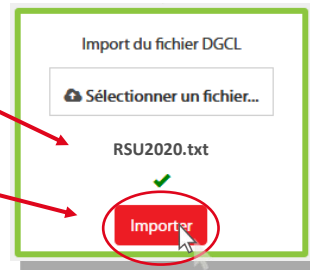 Import du fichier DGCL
Sélectionner un fichier...
RSU2020.txt
Importer